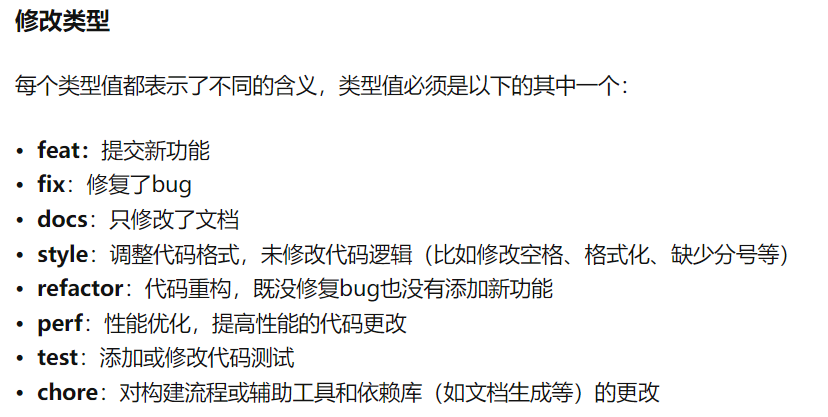 修改类型
每个类型值都表示了不同的含义，类型值必须是以下的其中一个：
• feat：提交新功能
• fix：修复了bug
• docs：只修改了文档
• style：调整代码格式，未修改代码逻辑（比如修改空格、格式化、缺少分号等）
• refactor：代码重构，既没修复bug也没有添加新功能
• perf：性能优化，提高性能的代码更改
• test：添加或修改代码测试
• chore：对构建流程或辅助工具和依赖库（如文档生成等）的更改